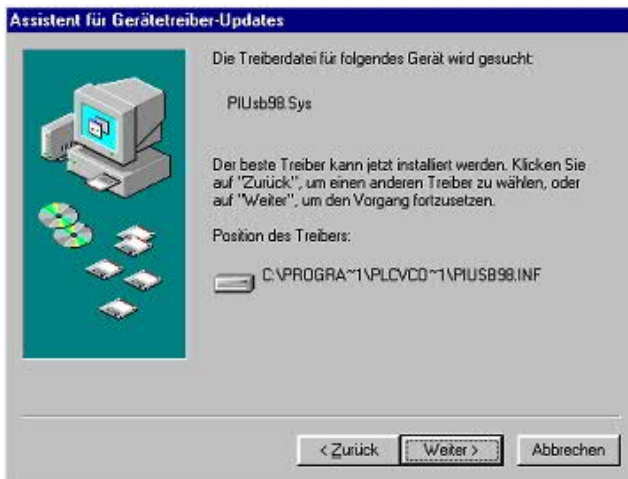 Assistent für Gerätetreiber-Updates
Die Treiberdatei für folgendes Gerät wird gesucht:
PIUsb98.Sys
Der beste Treiber kann jetzt installiert werden. Klicken Sie
auf "Zurück", um einen anderen Treiber zu wählen, oder
auf "Weiter", um den Vorgang fortzusetzen.
Position des Treibers:
C:\PROGRA~1\PLCVCO~1\PIUSB98.INF
< Zurück
Weiter >
Abbrechen